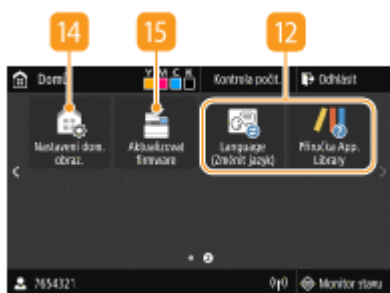 14 15 12
Domů Y M C K Kontrola počit. Odhlásit
Nastavení dom. obraz.
Aktualizovat firmware
Language (Změnit jazyk)
Příručka App. Library
7654321 Monitor stavu